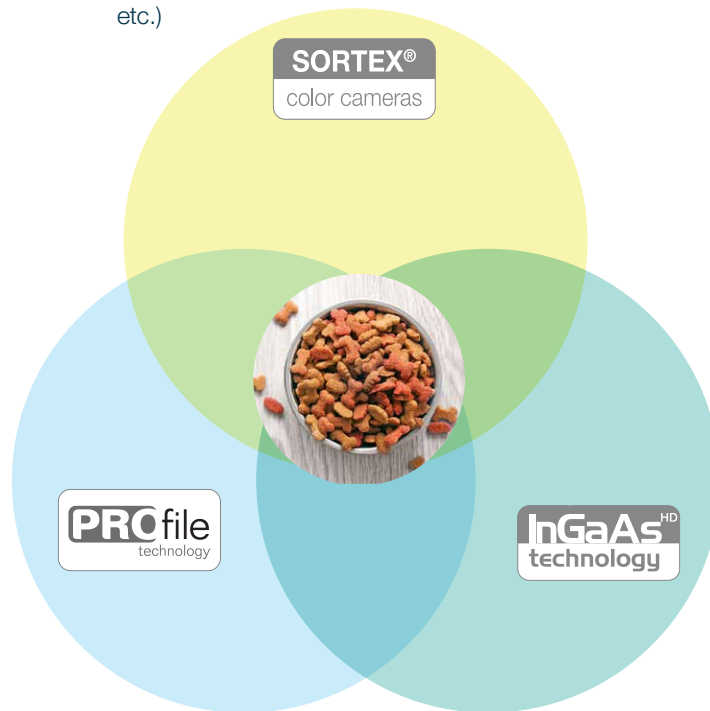 etc.)
SORTEX®
color cameras
PROfile
technology
InGaAs HD
technology